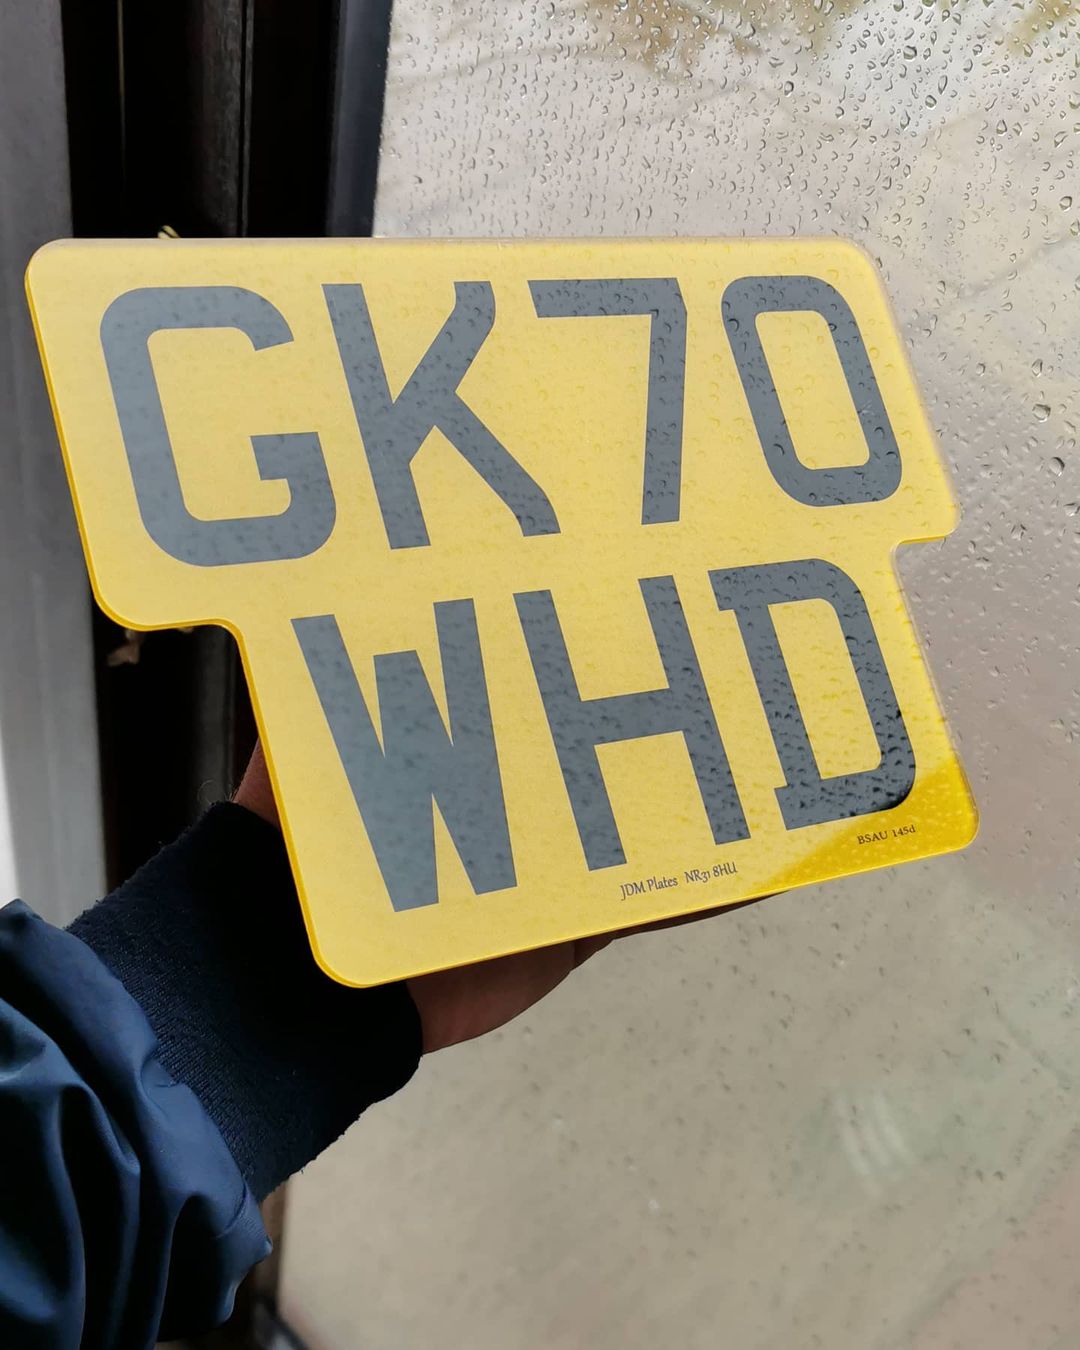 GK70
WHD
JDM Plates NR31 8HU
BSAU 145d